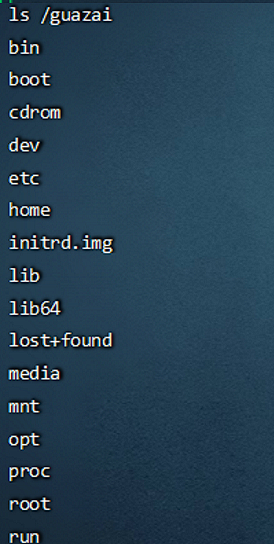 ls /guazai
bin
boot
cdrom
dev
etc
home
initrd.img
lib
lib64
lost+found
media
mnt
opt
proc
root
run